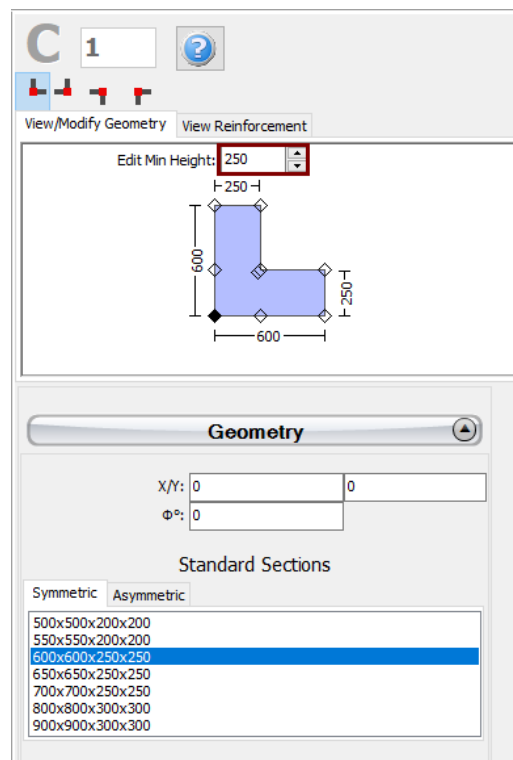 C 1 ?
View/Modify Geometry View Reinforcement
Edit Min Height: 250
250
600
250
600
Geometry
X/Y: 0 0
Φ°: 0
Standard Sections
Symmetric Asymmetric
500x500x200x200
550x550x200x200
600x600x250x250
650x650x250x250
700x700x250x250
800x800x300x300
900x900x300x300